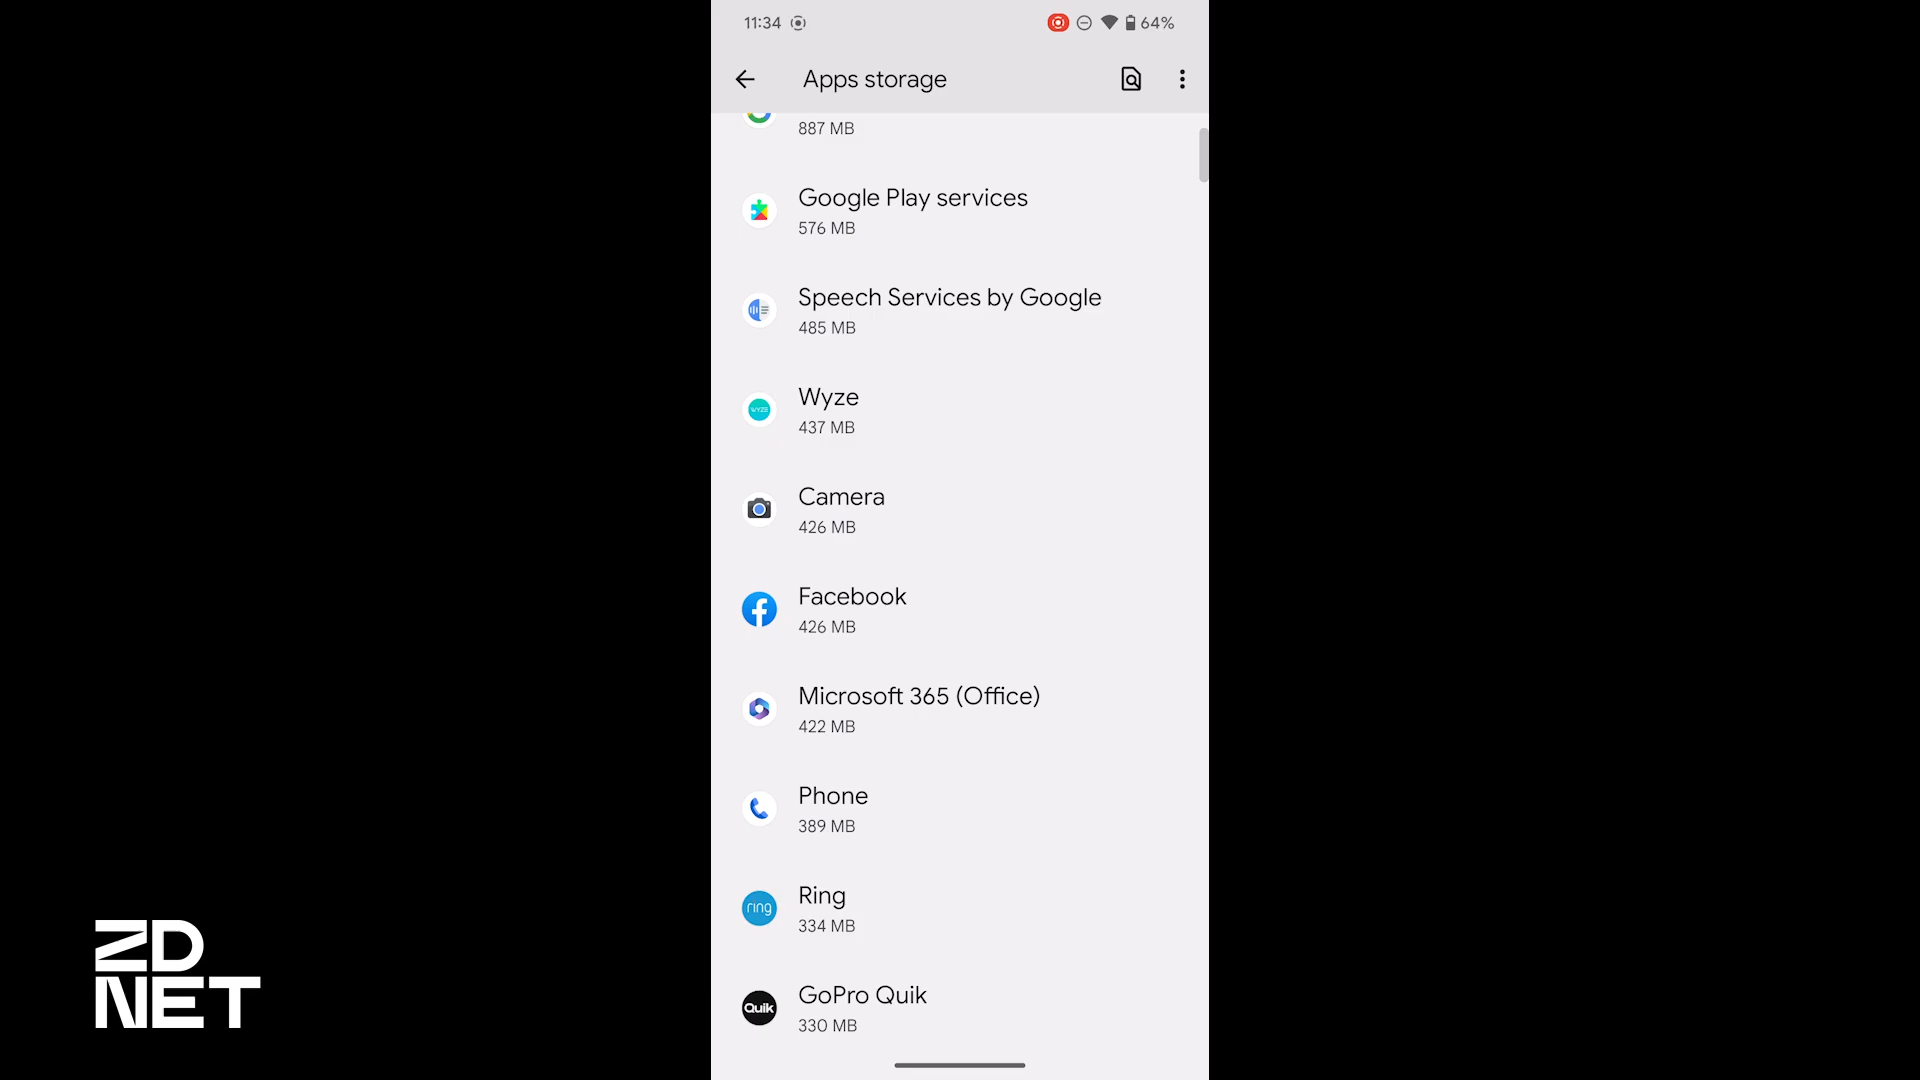 11:34
64%
Apps storage
887 MB
Google Play services
576 MB
Speech Services by Google
485 MB
WYZE
Wyze
437 MB
Camera
426 MB
Facebook
426 MB
Microsoft 365 (Office)
422 MB
Phone
389 MB
ring
Ring
334 MB
Quik
GoPro Quik
330 MB
ZD
NET